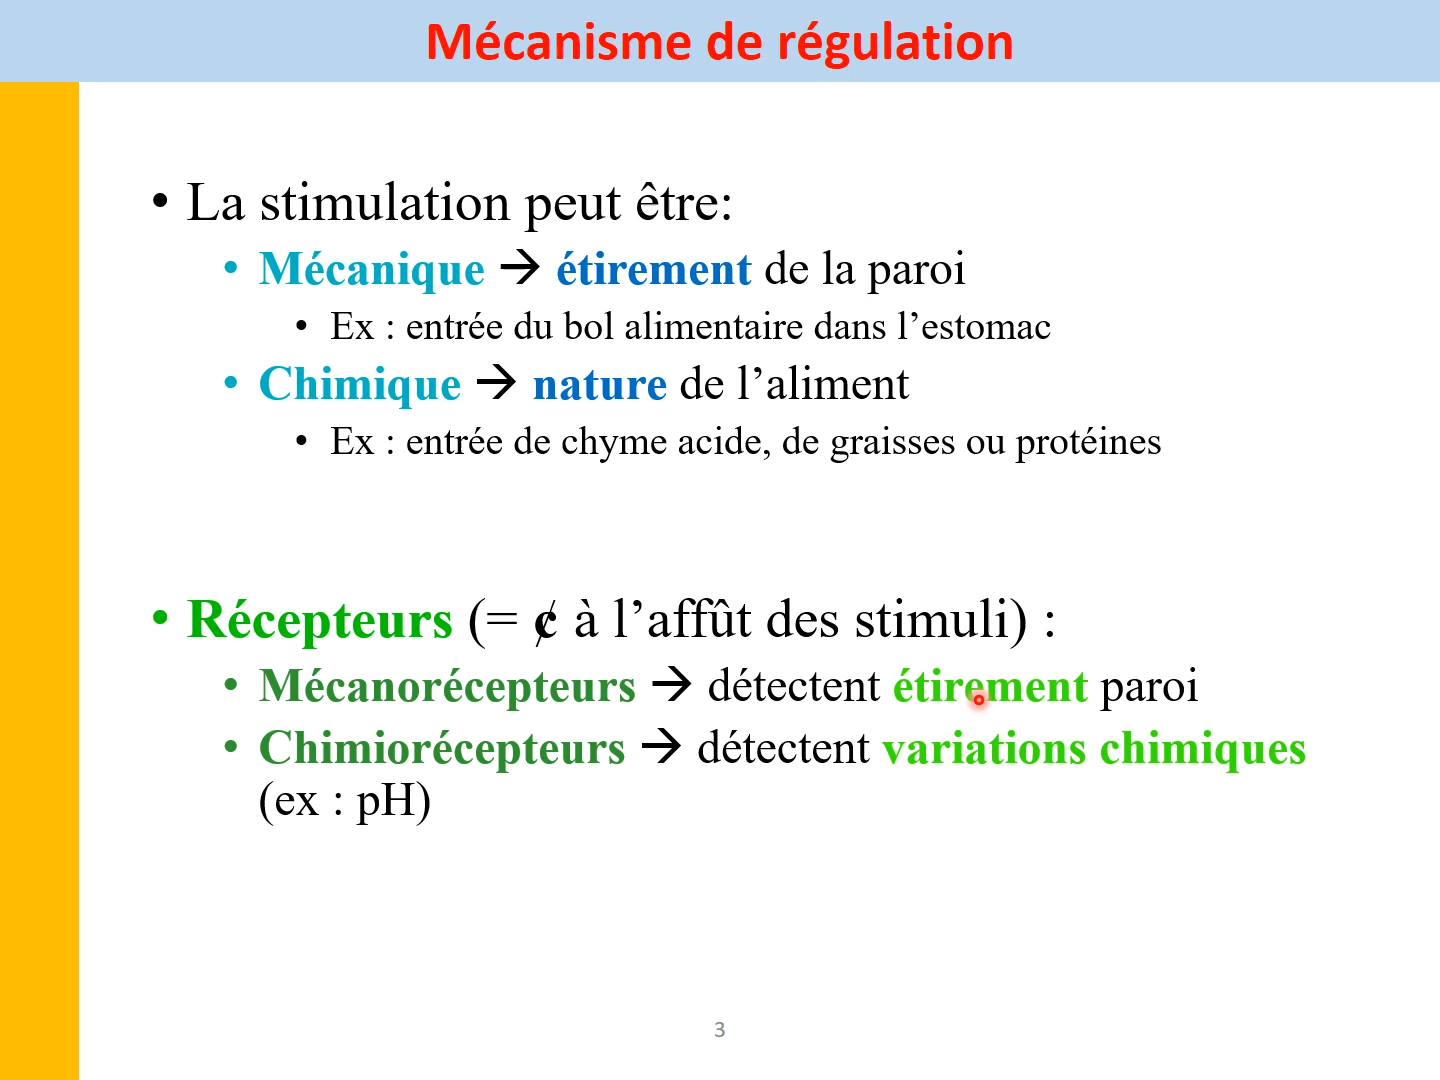 Mécanisme de régulation
• La stimulation peut être:
• Mécanique → étirement de la paroi
• Ex : entrée du bol alimentaire dans l’estomac
• Chimique → nature de l’aliment
• Ex : entrée de chyme acide, de graisses ou protéines
• Récepteurs (= ȼ à l’affût des stimuli) :
• Mécanorécepteurs → détectent étirement paroi
• Chimiorécepteurs → détectent variations chimiques
(ex : pH)
3